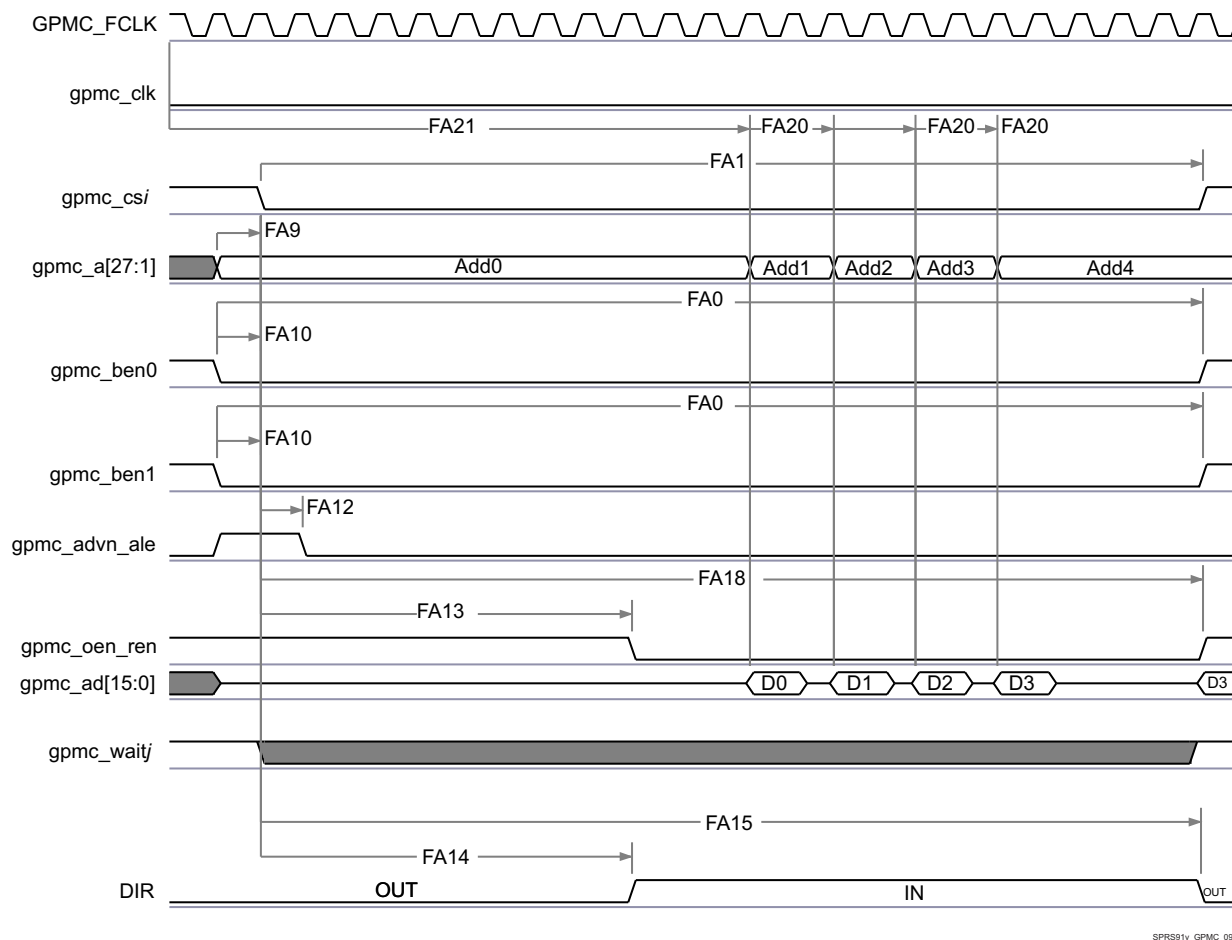 GPMC_FCLK
gpmc_clk
FA21 FA20 FA20 FA20
FA1
gpmc_csi
FA9
gpmc_a[27:1] Add0 Add1 Add2 Add3 Add4
FA0
FA10
gpmc_ben0
FA0
FA10
gpmc_ben1
FA12
gpmc_advn_ale
FA18
FA13
gpmc_oen_ren
gpmc_ad[15:0] D0 D1 D2 D3 D3
gpmc_waitj
FA15
FA14
DIR OUT IN OUT
SPRS91v_GPMC_09